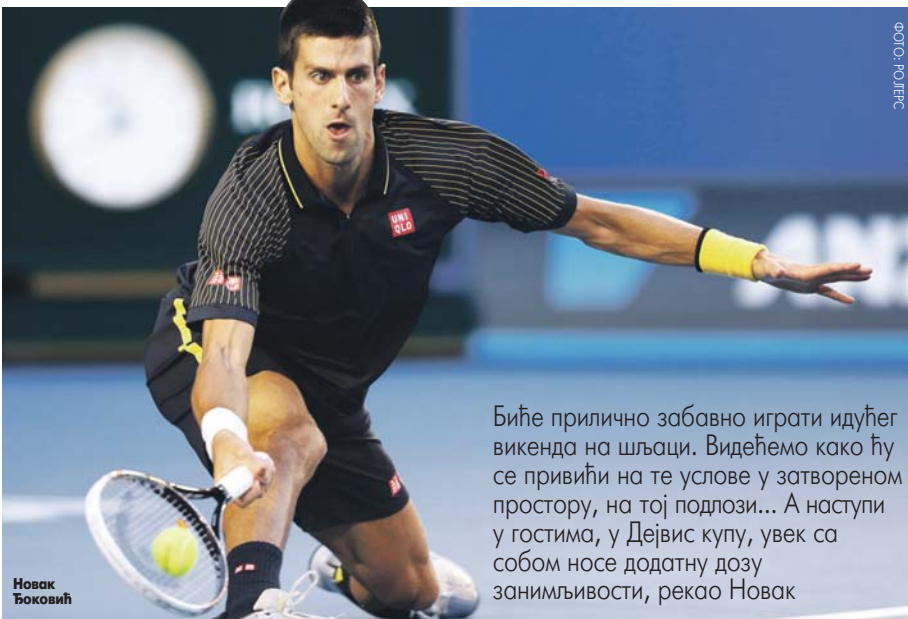 ФОТО: РОЈТЕРС
UNI
QLO
ANZ
Биће прилично забавно играти идућег
викенда на шљаци. Видећемо како ћу
се привићи на те услове у затвореном
простору, на тој подлози... А наступи
у гостима, у Дејвис купу, увек са
собом носе додатну дозу
занимљивости, рекао Новак
Новак
Ђоковић